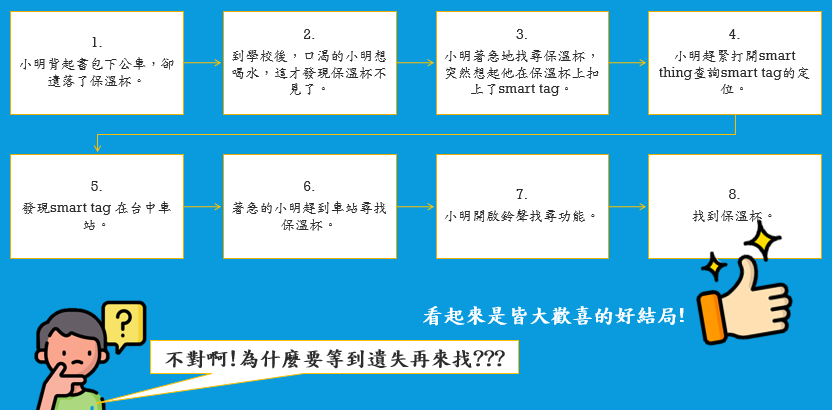 1.
小明背起書包下公車，卻
遺落了保溫杯。
2.
到學校後，口渴的小明想
喝水，這才發現保溫杯不
見了。
3.
小明著急地找尋保溫杯，
突然想起他在保溫杯上扣
上了smart tag。
4.
小明趕緊打開smart
thing查詢smart tag的定
位。
5.
發現smart tag 在台中車
站。
6.
著急的小明趕到車站尋找
保溫杯。
7.
小明開啟鈴聲找尋功能。
8.
找到保溫杯。
看起來是皆大歡喜的好結局!
?
不對啊!為什麼要等到遺失再來找???